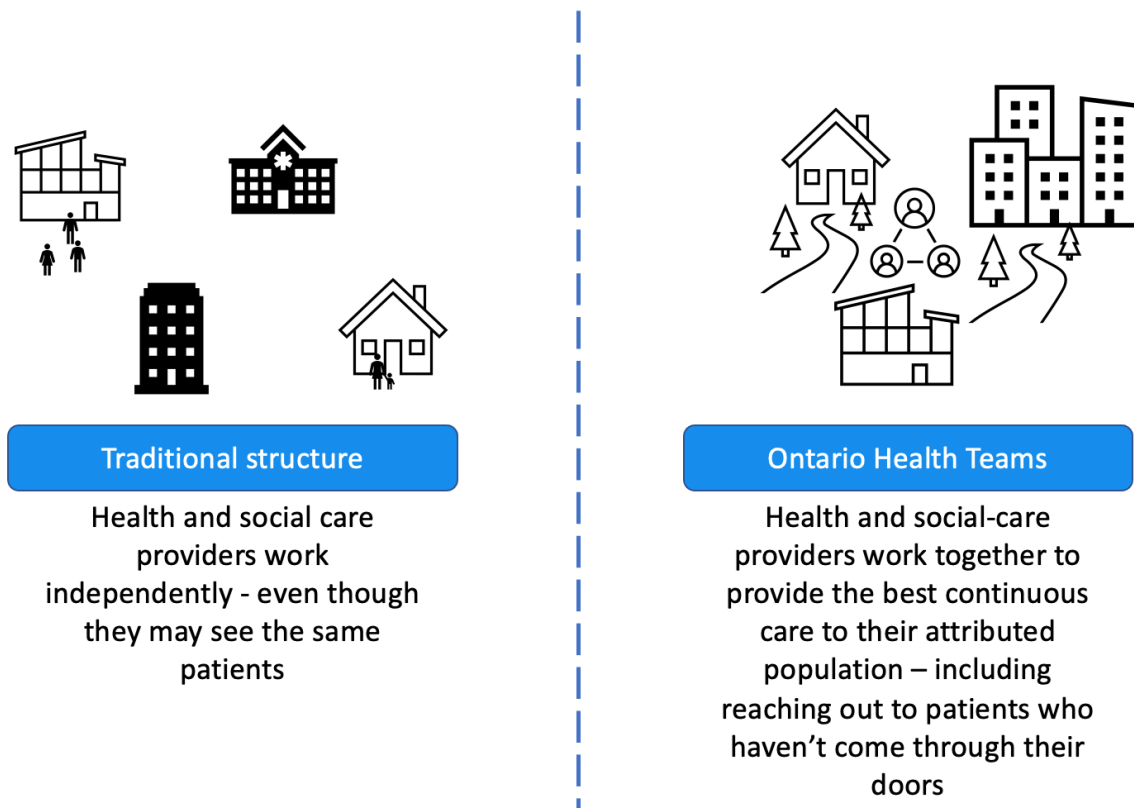 Traditional structure
Health and social care
providers work
independently - even though
they may see the same
patients
Ontario Health Teams
Health and social-care
providers work together to
provide the best continuous
care to their attributed
population – including
reaching out to patients who
haven’t come through their
doors